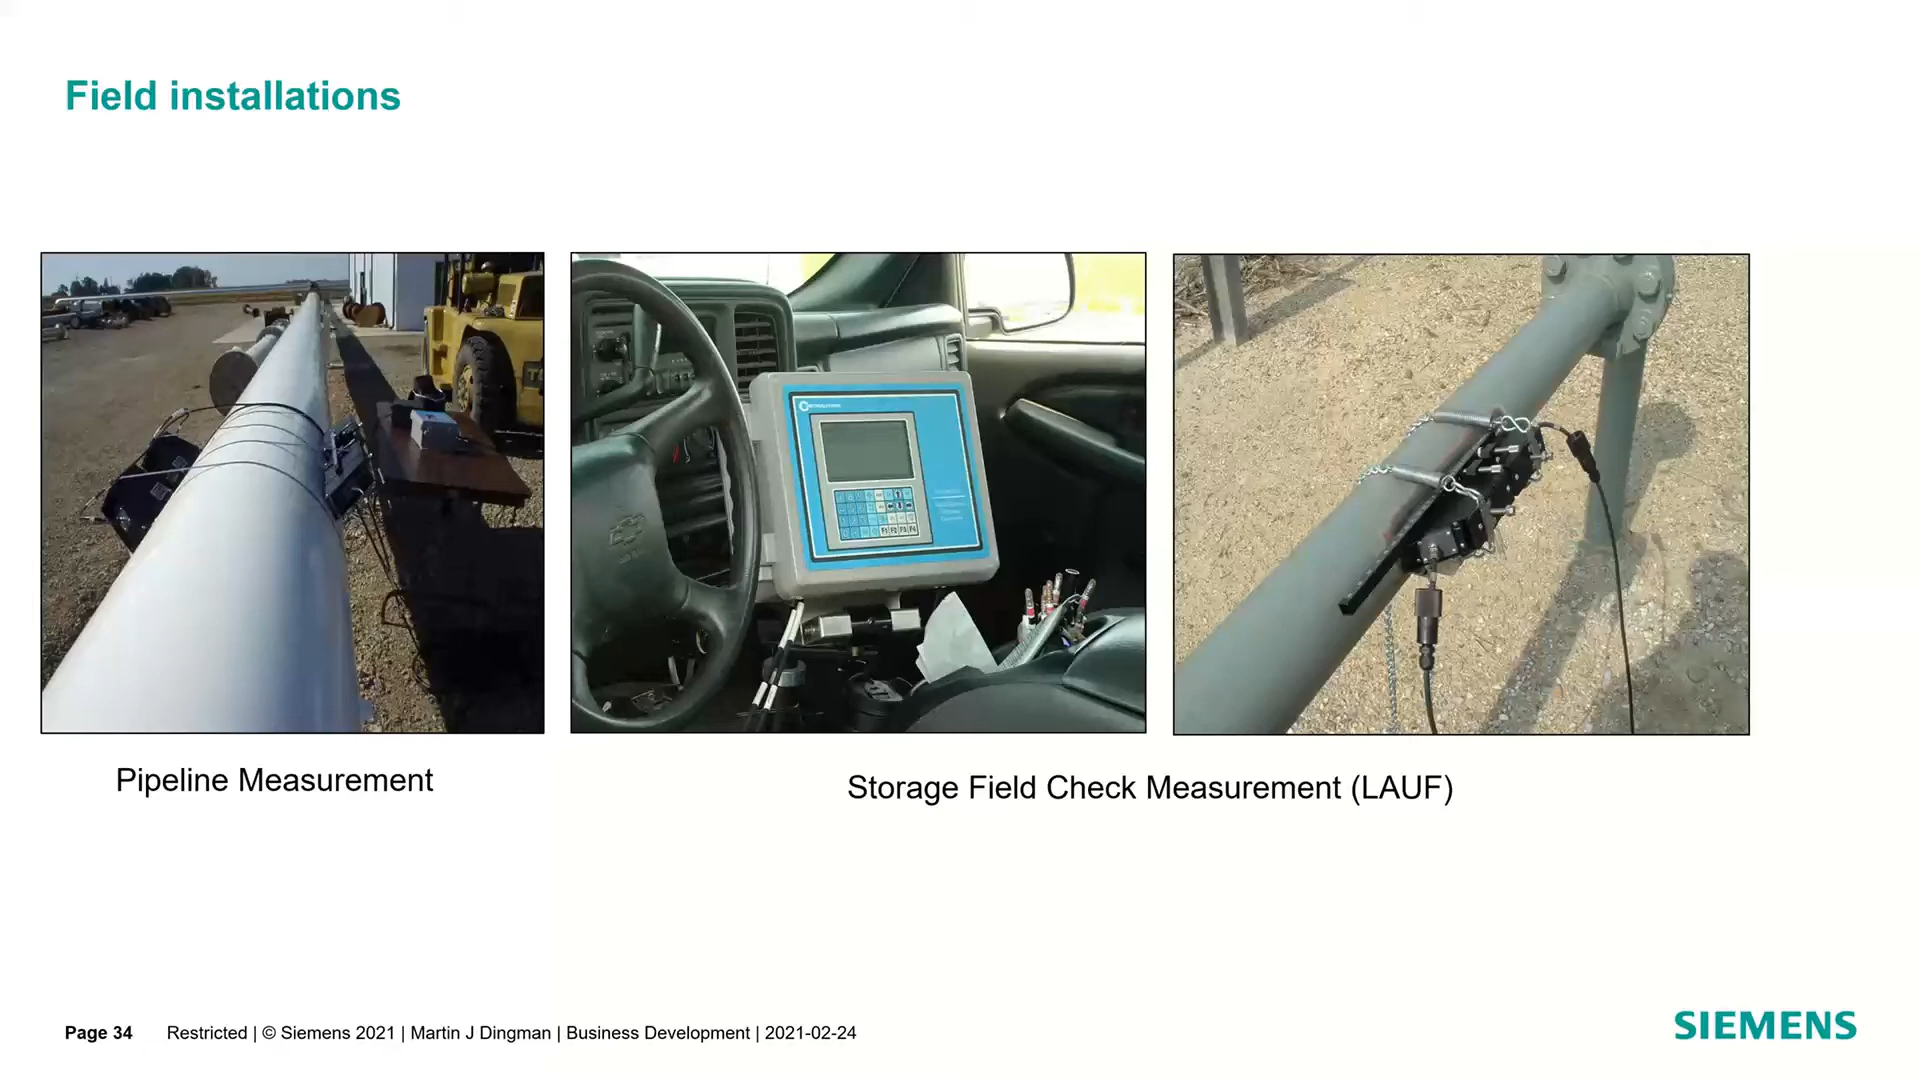 Field installations
Pipeline Measurement
Storage Field Check Measurement (LAUF)
Page 34 Restricted | © Siemens 2021 | Martin J Dingman | Business Development | 2021-02-24
SIEMENS